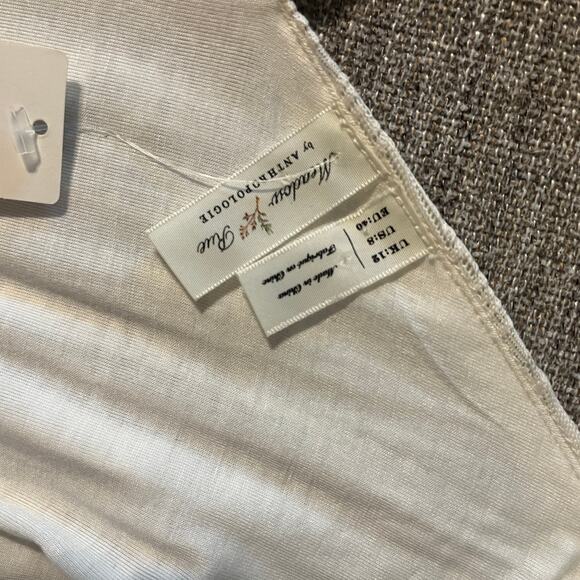 Meadow Rue
by ANTHROPOLOGIE
UK:12
US:8
EU:40
Made in China
Fabriqué en Chine